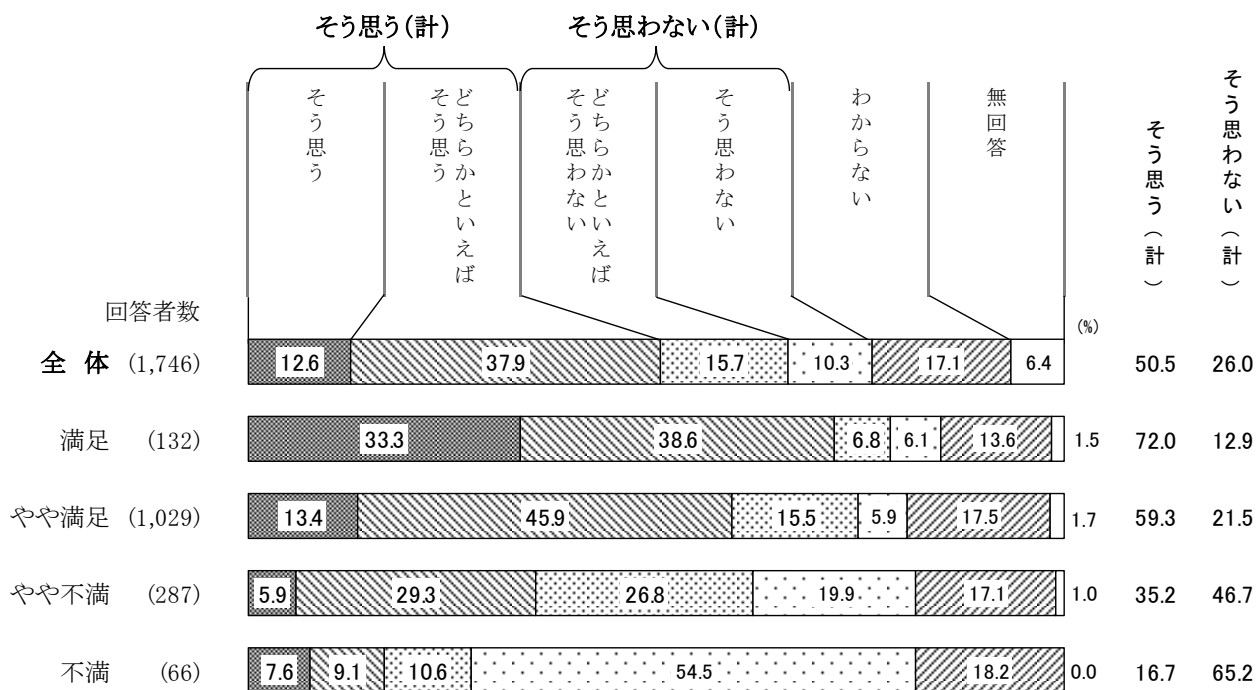 そう思う(計)
そう思わない(計)
そう思う
どちらかといえば
そう思う
どちらかといえば
そう思わない
そう思わない
わからない
無回答
そう思う(計)
そう思わない(計)
回答者数
(%)
全 体 (1,746) 12.6 37.9 15.7 10.3 17.1 6.4 50.5 26.0
満足 (132) 33.3 38.6 6.8 6.1 13.6 1.5 72.0 12.9
やや満足 (1,029) 13.4 45.9 15.5 5.9 17.5 1.7 59.3 21.5
やや不満 (287) 5.9 29.3 26.8 19.9 17.1 1.0 35.2 46.7
不満 (66) 7.6 9.1 10.6 54.5 18.2 0.0 16.7 65.2